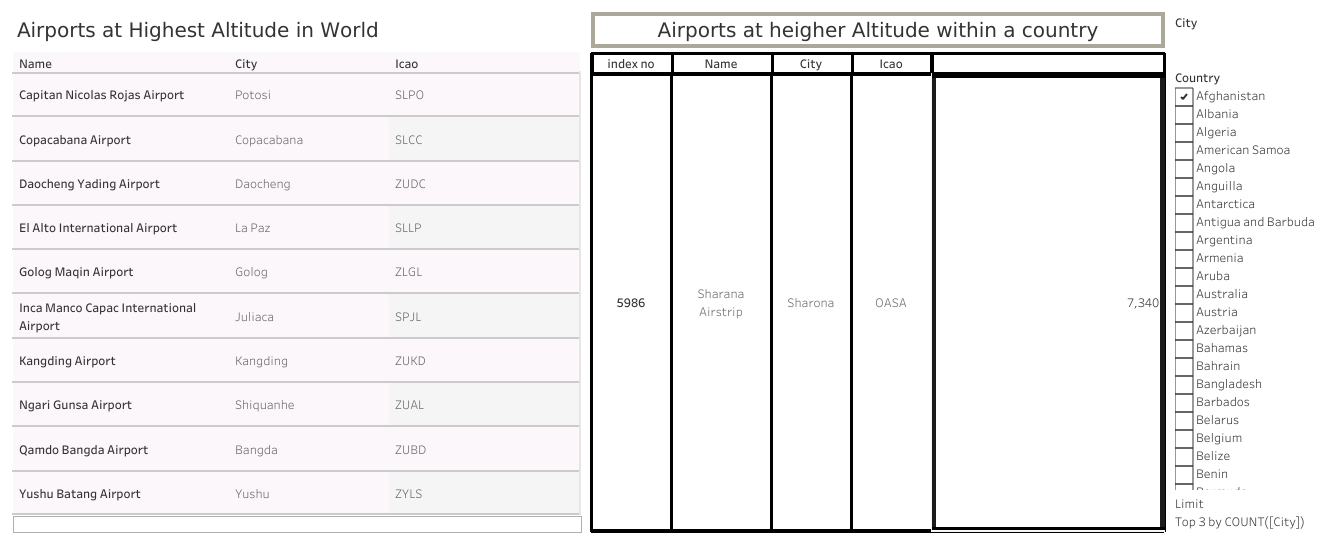 Airports at Highest Altitude in World
Name City Icao
Capitan Nicolas Rojas Airport Potosi SLPO
Copacabana Airport Copacabana SLCC
Daocheng Yading Airport Daocheng ZUDC
El Alto International Airport La Paz SLLP
Golog Maqin Airport Golog ZLGL
Inca Manco Capac International
Airport Juliaca SPJL
Kangding Airport Kangding ZUKD
Ngari Gunsa Airport Shiquanhe ZUAL
Qamdo Bangda Airport Bangda ZUBD
Yushu Batang Airport Yushu ZYLS
Airports at heigher Altitude within a country
index no Name City Icao
5986 Sharana
Airstrip Sharona OASA 7,340
City
Country
Afghanistan
Albania
Algeria
American Samoa
Angola
Anguilla
Antarctica
Antigua and Barbuda
Argentina
Armenia
Aruba
Australia
Austria
Azerbaijan
Bahamas
Bahrain
Bangladesh
Barbados
Belarus
Belgium
Belize
Benin
Limit
Top 3 by COUNT([City])